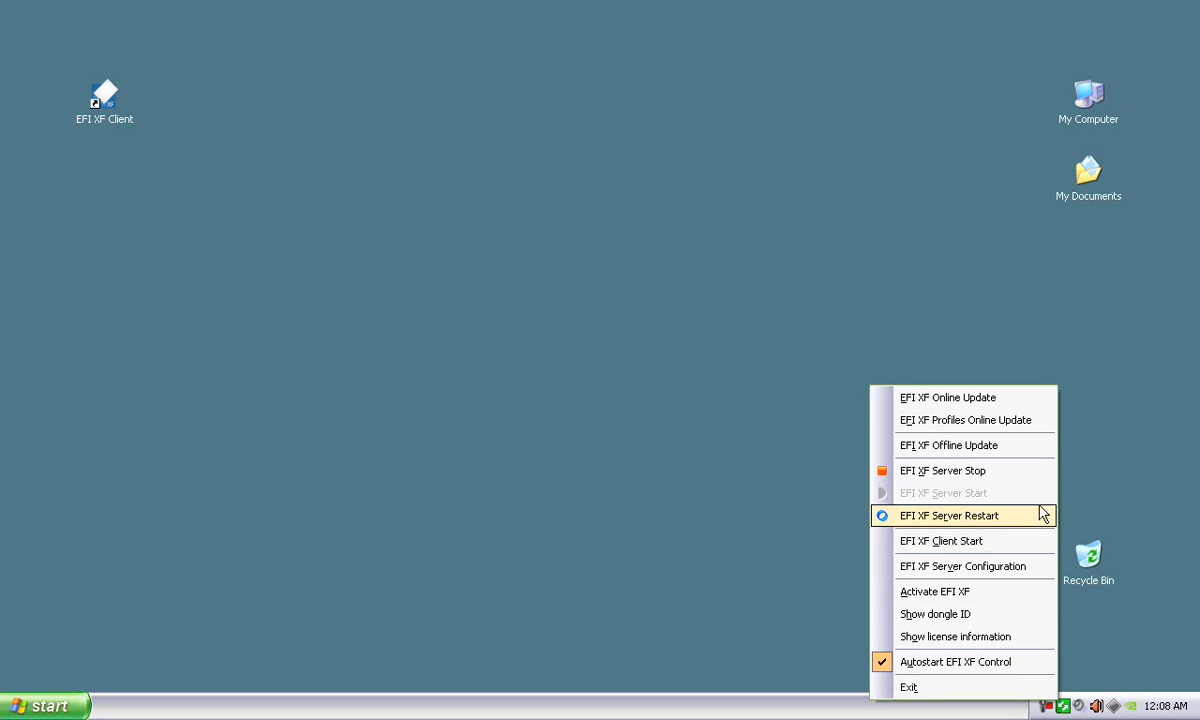 EFI XF Client
My Computer
My Documents
EFI XF Online Update
EFI XF Profiles Online Update
EFI XF Offline Update
EFI XF Server Stop
EFI XF Server Start
EFI XF Server Restart
EFI XF Client Start
EFI XF Server Configuration
Activate EFI XF
Show dongle ID
Show license information
Autostart EFI XF Control
Exit
Recycle Bin
start
12:08 AM